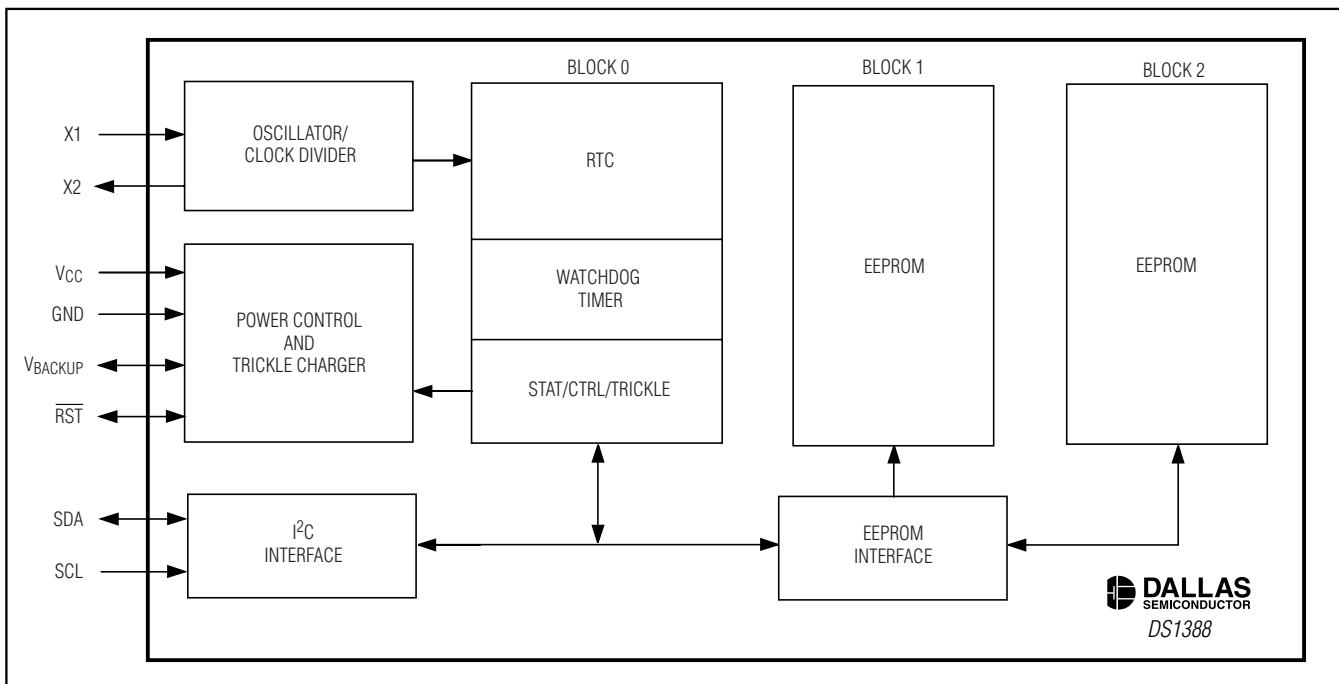 BLOCK 0
BLOCK 1
BLOCK 2
X1
X2
OSCILLATOR/
CLOCK DIVIDER
RTC
EEPROM
EEPROM
VCC
GND
VBACKUP
RST
POWER CONTROL
AND
TRICKLE CHARGER
WATCHDOG
TIMER
STAT/CTRL/TRICKLE
SDA
SCL
I²C
INTERFACE
EEPROM
INTERFACE
DALLAS
SEMICONDUCTOR
DS1388